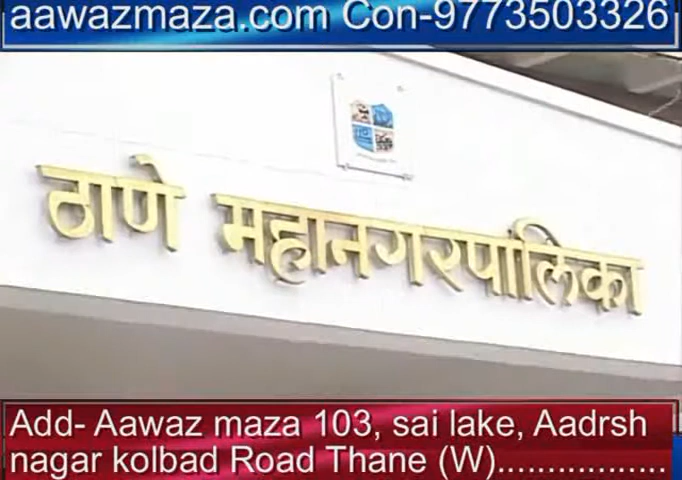 aawazmaza.com Con-9773503326
ठाणे महानगरपालिका
Add- Aawaz maza 103, sai lake, Aadrsh
nagar kolbad Road Thane (W).................